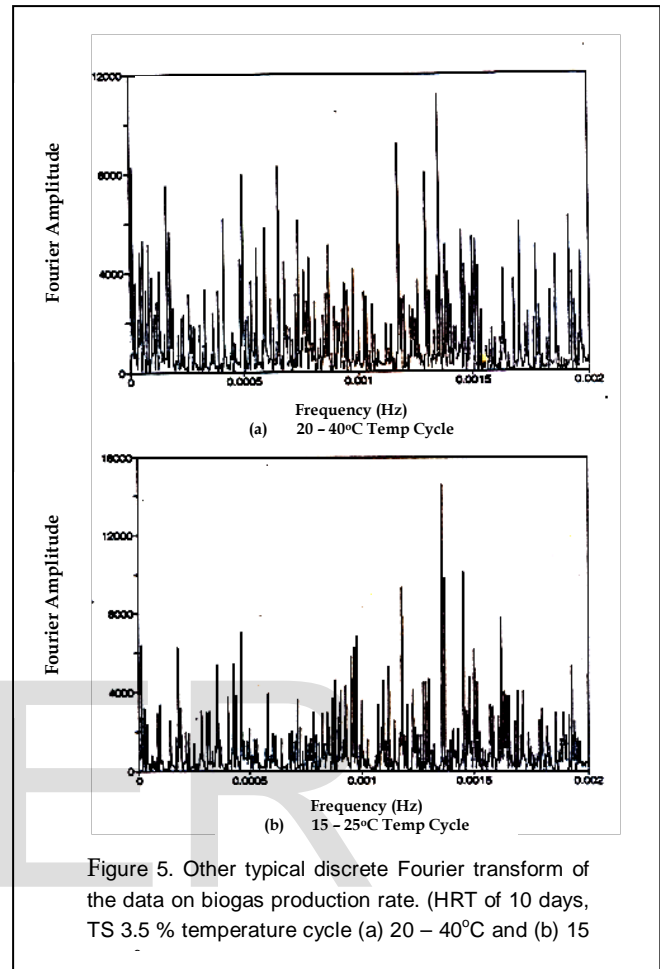 12000
8000
4000
0
Fourier Amplitude
0 0.0005 0.001 0.0015 0.002
Frequency (Hz)
(a) 20 – 40ºC Temp Cycle
16000
12000
8000
4000
0
Fourier Amplitude
0 0.0005 0.001 0.0015 0.002
Frequency (Hz)
(b) 15 – 25ºC Temp Cycle
ER
Figure 5. Other typical discrete Fourier transform of
the data on biogas production rate. (HRT of 10 days,
TS 3.5 % temperature cycle (a) 20 – 40°C and (b) 15